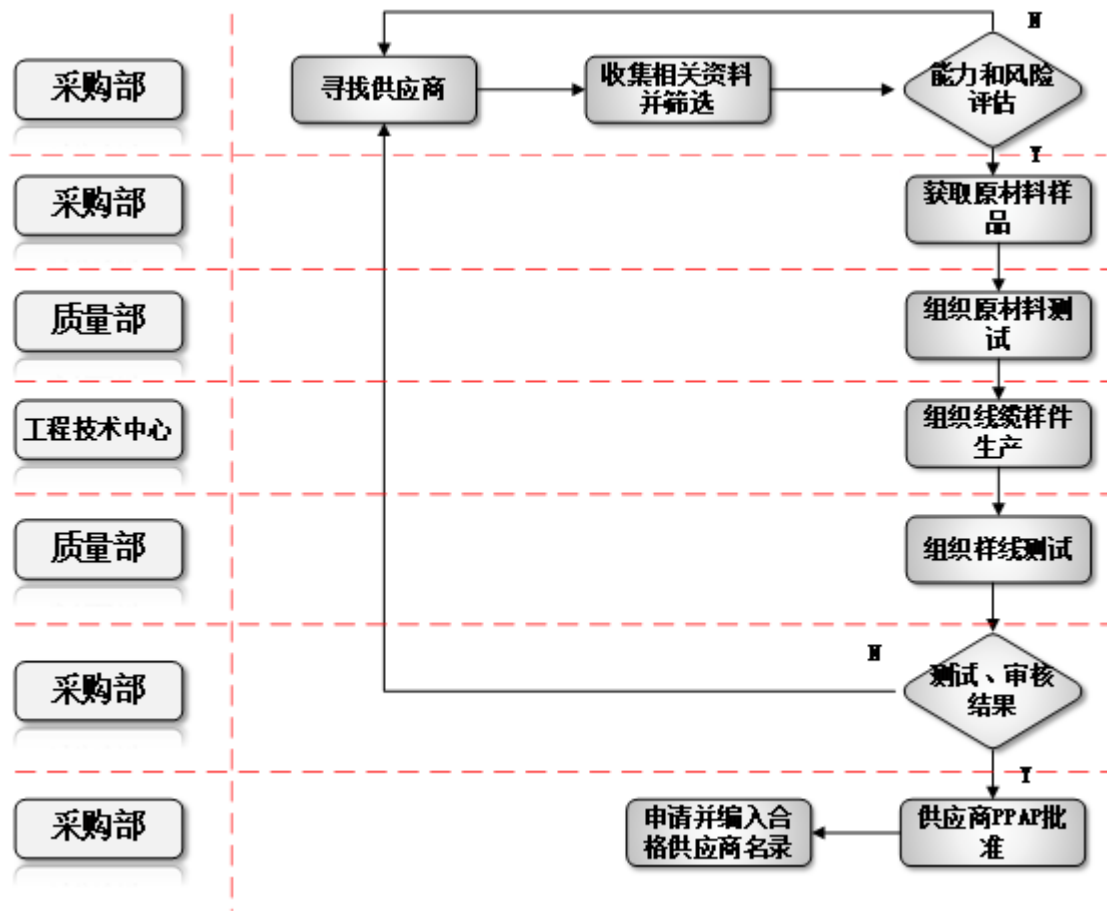 N
采购部
寻找供应商
收集相关资料
并筛选
能力和风险
评估
Y
采购部
获取原材料样
品
质量部
组织原材料测
试
工程技术中心
组织线缆样件
生产
质量部
组织样线测试
N
采购部
测试、审核
结果
Y
采购部
申请并编入合
格供应商名录
供应商PPAP批
准